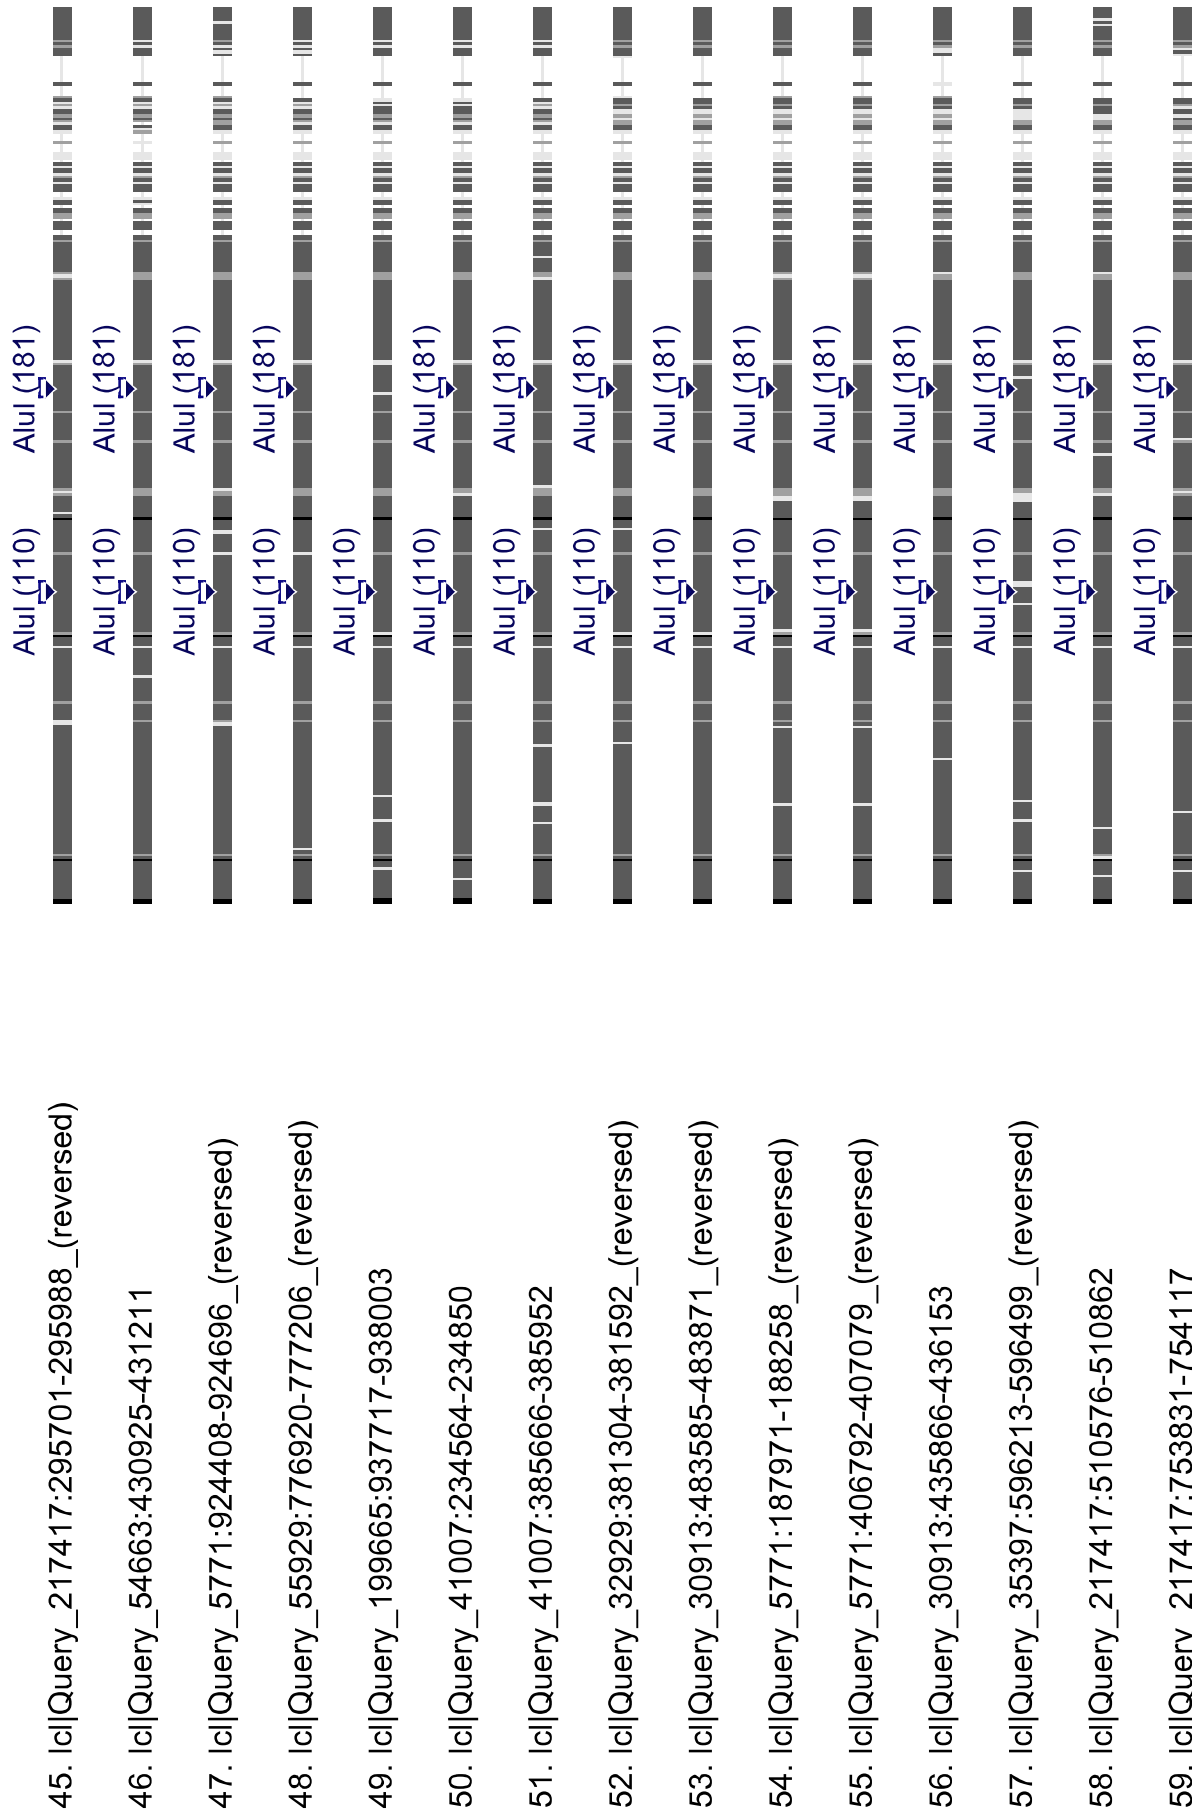 45. lcl|Query_217417:295701-295988_(reversed)
AluI (110)
AluI (181)
46. lcl|Query_54663:430925-431211
AluI (110)
AluI (181)
47. lcl|Query_5771:924408-924696_(reversed)
AluI (110)
AluI (181)
48. lcl|Query_55929:776920-777206_(reversed)
AluI (110)
AluI (181)
49. lcl|Query_199665:937717-938003
AluI (110)
50. lcl|Query_41007:234564-234850
AluI (110)
AluI (181)
51. lcl|Query_41007:385666-385952
AluI (110)
AluI (181)
52. lcl|Query_32929:381304-381592_(reversed)
AluI (110)
AluI (181)
53. lcl|Query_30913:483585-483871_(reversed)
AluI (110)
AluI (181)
54. lcl|Query_5771:187971-188258_(reversed)
AluI (110)
AluI (181)
55. lcl|Query_5771:406792-407079_(reversed)
AluI (110)
AluI (181)
56. lcl|Query_30913:435866-436153
AluI (110)
AluI (181)
57. lcl|Query_35397:596213-596499_(reversed)
AluI (110)
AluI (181)
58. lcl|Query_217417:510576-510862
AluI (110)
AluI (181)
59. lcl|Query_217417:753831-754117
AluI (110)
AluI (181)